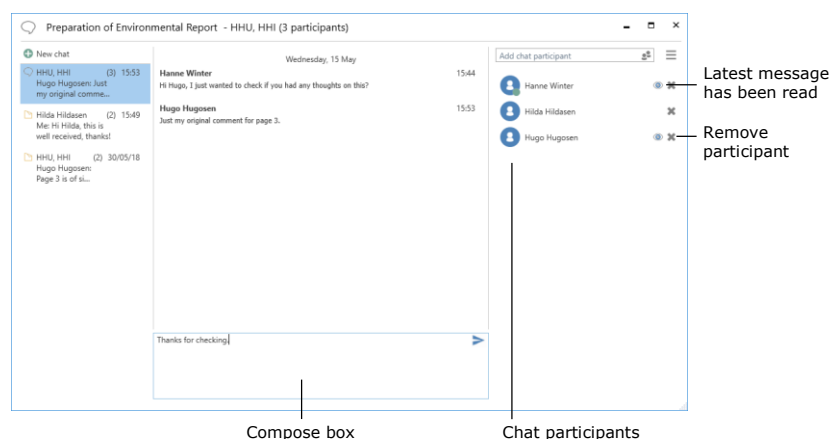 Preparation of Environmental Report - HHU, HHI (3 participants)
New chat
HHU, HHI (3) 15:53
Hugo Hugosen: Just
my original comme...
Hilda Hildasen (2) 15:49
Me: Hi Hilda, this is
well received, thanks!
HHU, HHI (2) 30/05/18
Hugo Hugosen:
Page 3 is of si...
Wednesday, 15 May
Hanne Winter 15:44
Hi Hugo, I just wanted to check if you had any thoughts on this?
Hugo Hugosen 15:53
Just my original comment for page 3.
Thanks for checking.
Add chat participant
Hanne Winter
Hilda Hildasen
Hugo Hugosen
Latest message
has been read
Remove
participant
Compose box
Chat participants